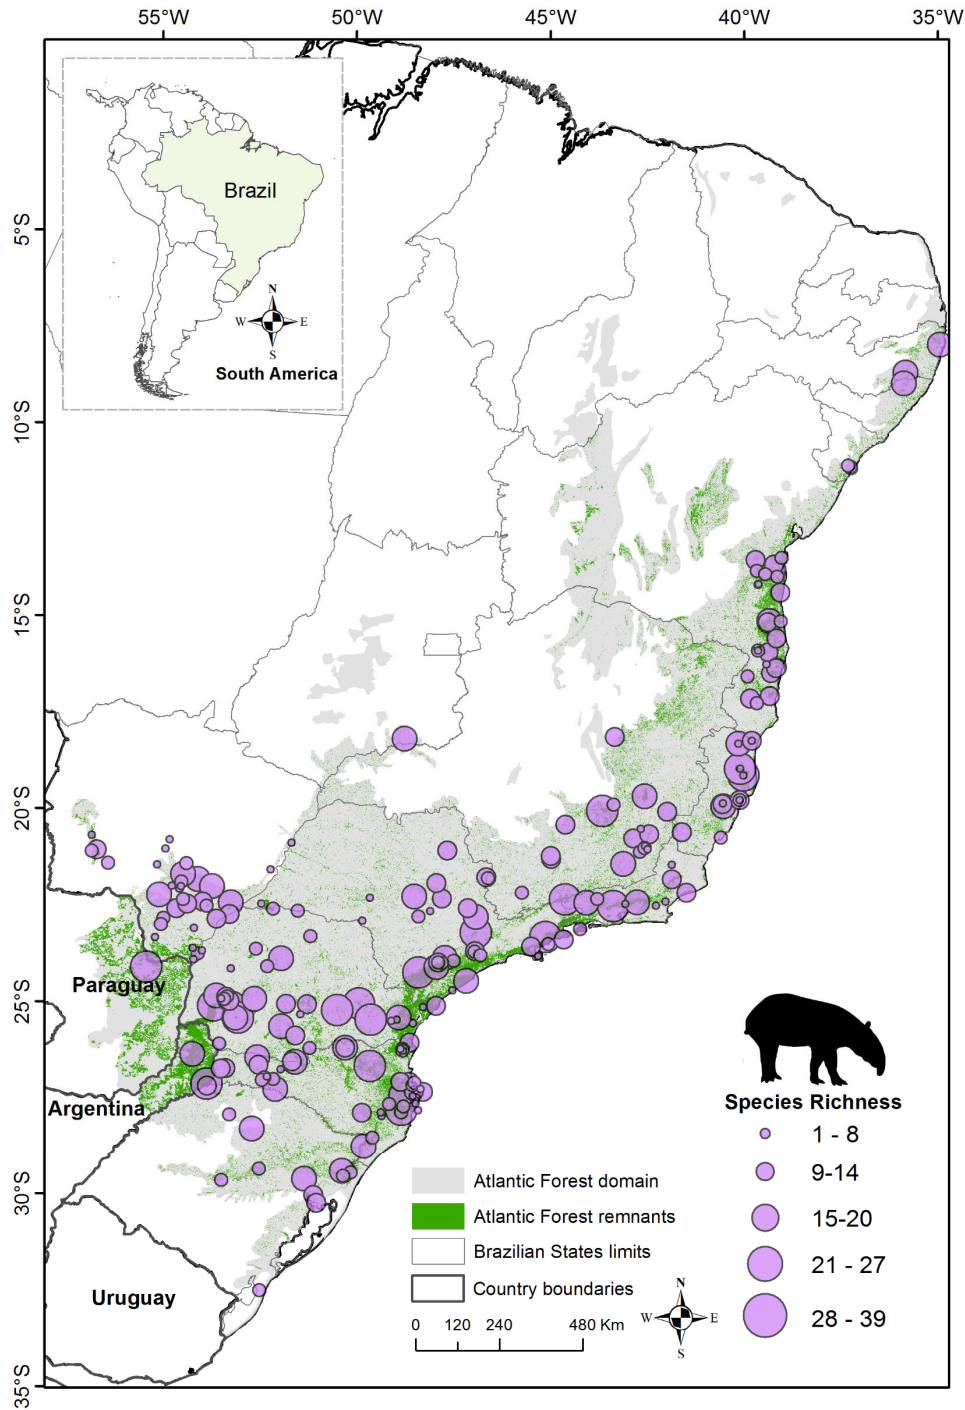 55°W 50°W 45°W 40°W 35°W
5°S
10°S
15°S
20°S
25°S
30°S
35°S
Brazil
N
W E
S
South America
Paraguay
Argentina
Uruguay
Species Richness
1 - 8
9-14
15-20
21 - 27
28 - 39
Atlantic Forest domain
Atlantic Forest remnants
Brazilian States limits
Country boundaries
0 120 240 480 Km
N
W E
S